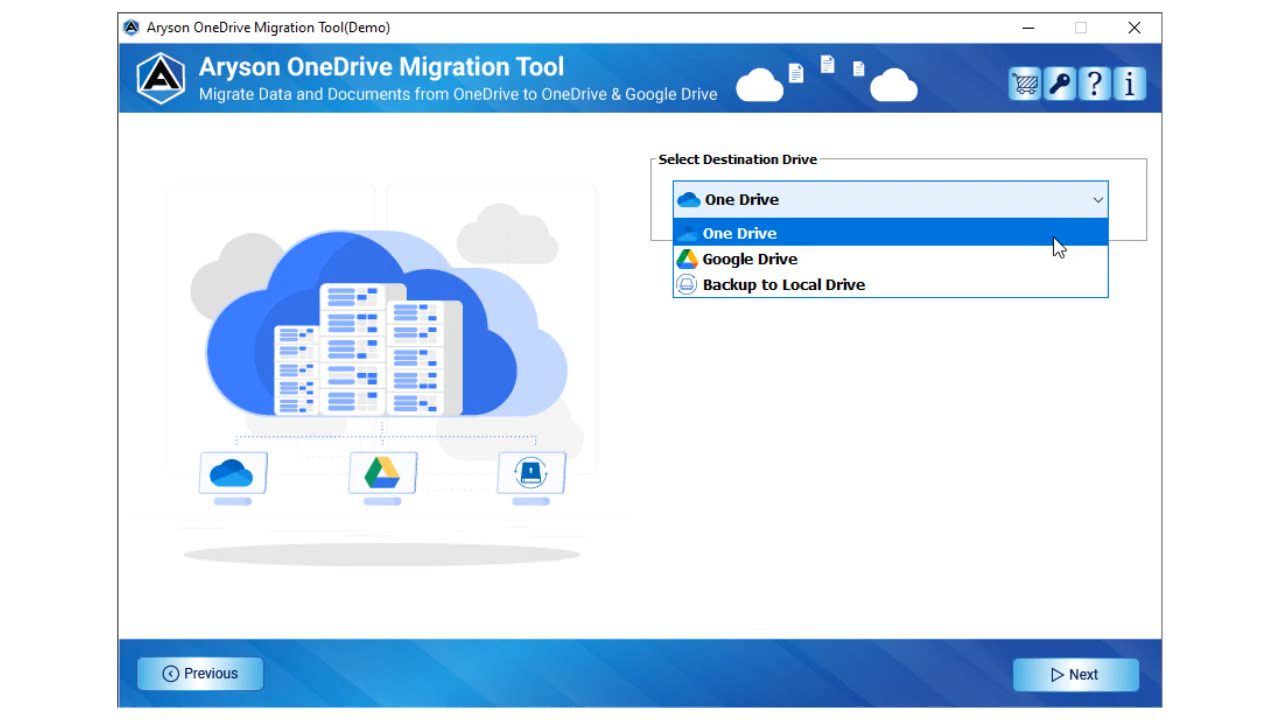 Aryson OneDrive Migration Tool(Demo)
Aryson OneDrive Migration Tool
Migrate Data and Documents from OneDrive to OneDrive & Google Drive
Select Destination Drive
One Drive
One Drive
Google Drive
Backup to Local Drive
Previous
Next